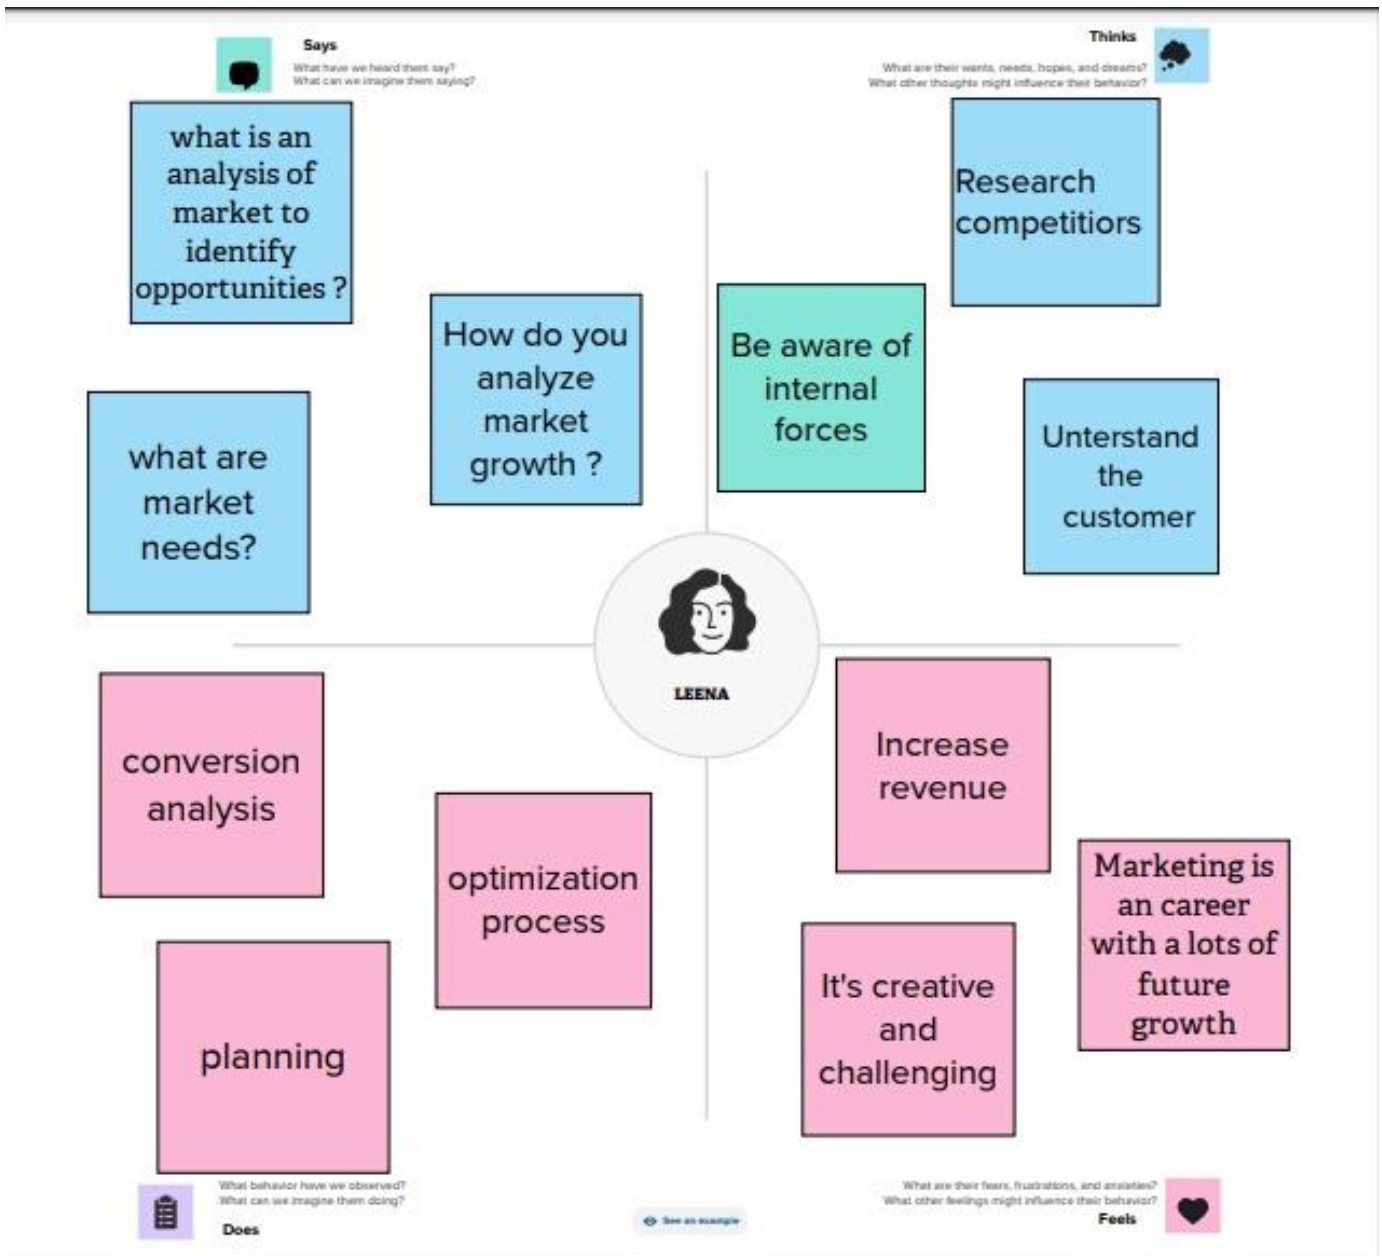 Says
What have we heard them say?
What can we imagine them saying?
Thinks
What are their wants, needs, hopes, and dreams?
What other thoughts might influence their behavior?
what is an
analysis of
market to
identify
opportunities ?
How do you
analyze
market
growth ?
what are
market
needs?
Research
competitiors
Be aware of
internal
forces
Unterstand
the
customer
LEENA
conversion
analysis
optimization
process
planning
Increase
revenue
Marketing is
an career
with a lots of
future
growth
It's creative
and
challenging
What behavior have we observed?
What can we imagine them doing?
Does
See an example
What are their fears, frustrations, and anxieties?
What other feelings might influence their behavior?
Feels